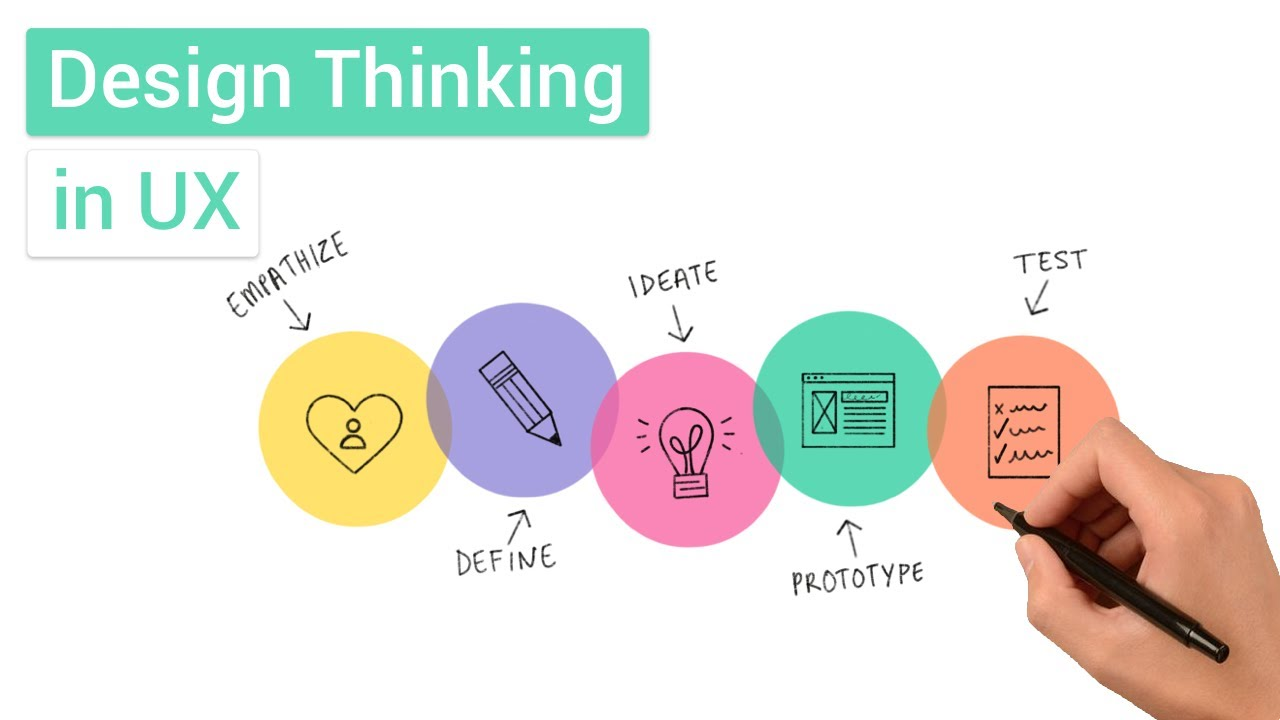 Design Thinking
in UX
EMPATHIZE
DEFINE
IDEATE
PROTOTYPE
TEST